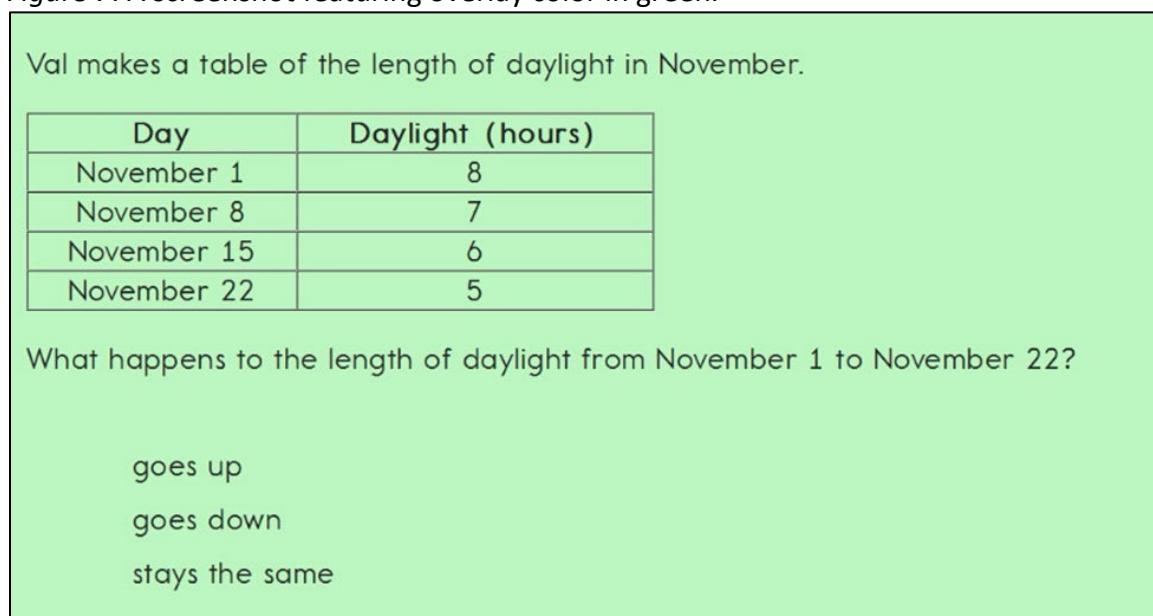 Val makes a table of the length of daylight in November.
Day Daylight (hours)
November 1 8
November 8 7
November 15 6
November 22 5
What happens to the length of daylight from November 1 to November 22?
goes up
goes down
stays the same